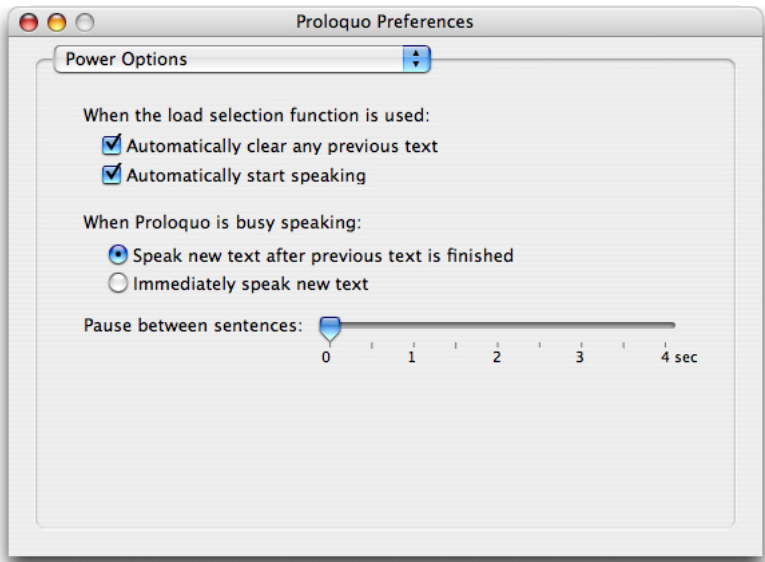 Proloquo Preferences
Power Options
When the load selection function is used:
Automatically clear any previous text
Automatically start speaking
When Proloquo is busy speaking:
Speak new text after previous text is finished
Immediately speak new text
Pause between sentences:
0 1 2 3 4 sec